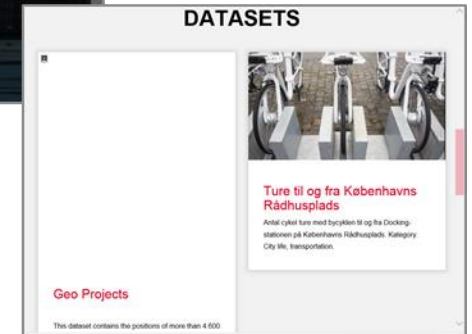 DATASETS
Geo Projects
This dataset contains the positions of more than 4 600
Ture til og fra Københavns
Rådhusplads
Antal cykel ture med bycyklen til og fra Docking-
stationen på Københavns Rådhusplads. Kategory:
City life, transportation.